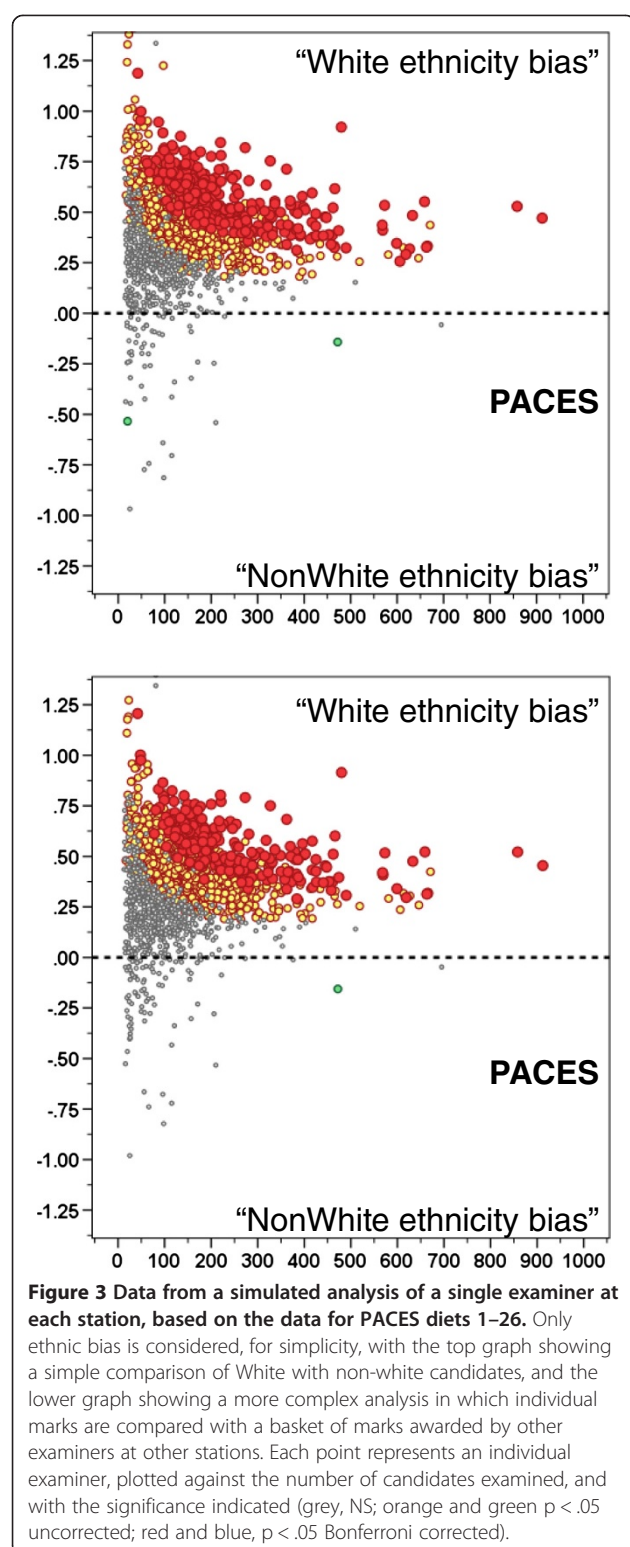 “White ethnicity bias”
1.25
1.00
.75
.50
.25
.00
-.25
-.50
-.75
-1.00
-1.25
PACES
“NonWhite ethnicity bias”
0 100 200 300 400 500 600 700 800 900 1000
“White ethnicity bias”
1.25
1.00
.75
.50
.25
.00
-.25
-.50
-.75
-1.00
-1.25
PACES
“NonWhite ethnicity bias”
0 100 200 300 400 500 600 700 800 900 1000
Figure 3 Data from a simulated analysis of a single examiner at
each station, based on the data for PACES diets 1–26. Only
ethnic bias is considered, for simplicity, with the top graph showing
a simple comparison of White with non-white candidates, and the
lower graph showing a more complex analysis in which individual
marks are compared with a basket of marks awarded by other
examiners at other stations. Each point represents an individual
examiner, plotted against the number of candidates examined, and
with the significance indicated (grey, NS; orange and green p < .05
uncorrected; red and blue, p < .05 Bonferroni corrected).